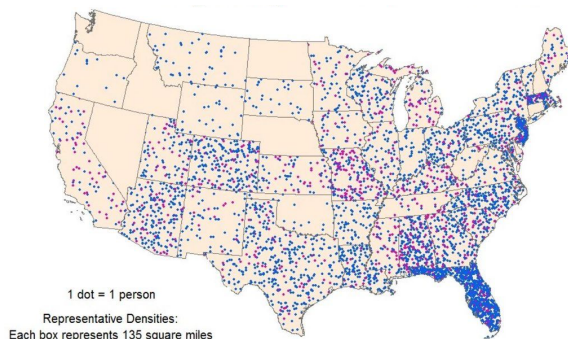 1 dot = 1 person
Representative Densities:
Each box represents 135 square miles